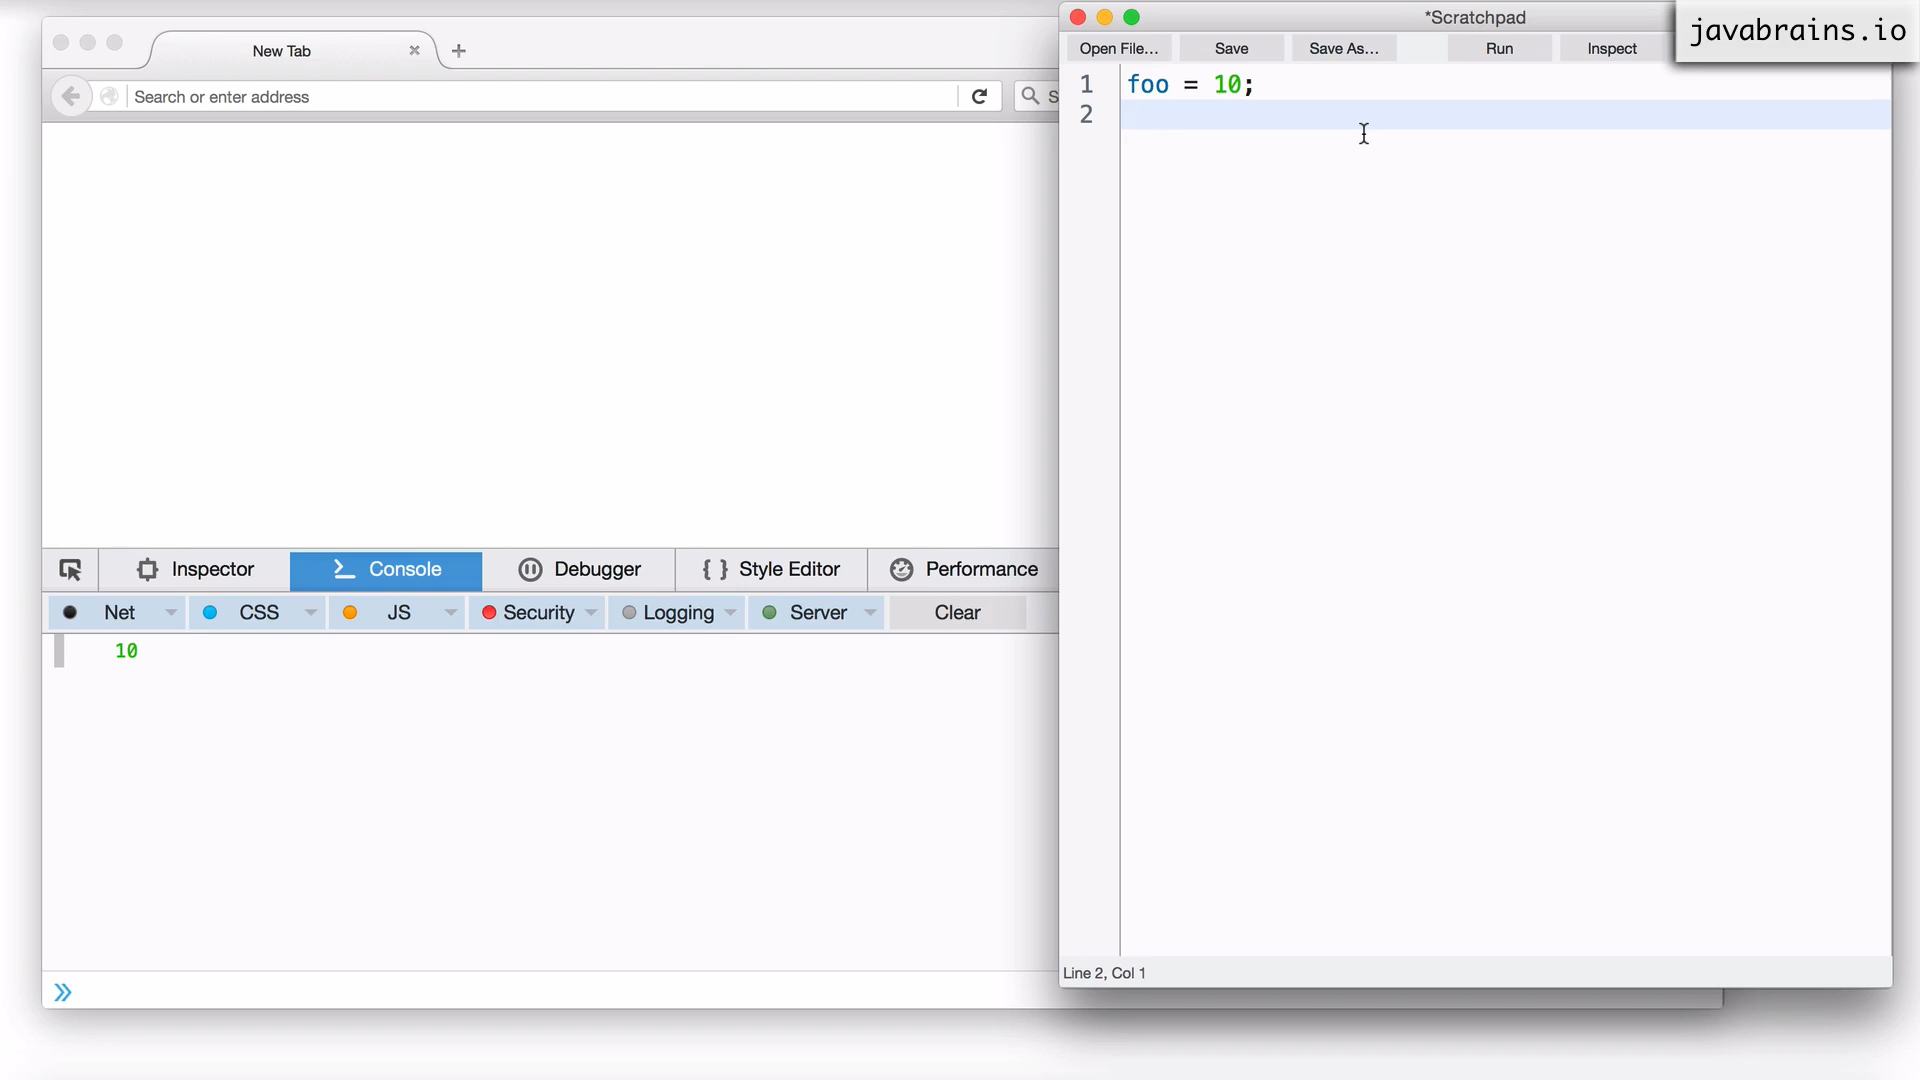 New Tab
Search or enter address
S
*Scratchpad
javabrains.io
Open File...
Save
Save As...
Run
Inspect
1 foo = 10;
2
Inspector
Console
Debugger
{ } Style Editor
Performance
Net
CSS
JS
Security
Logging
Server
Clear
10
»
Line 2, Col 1